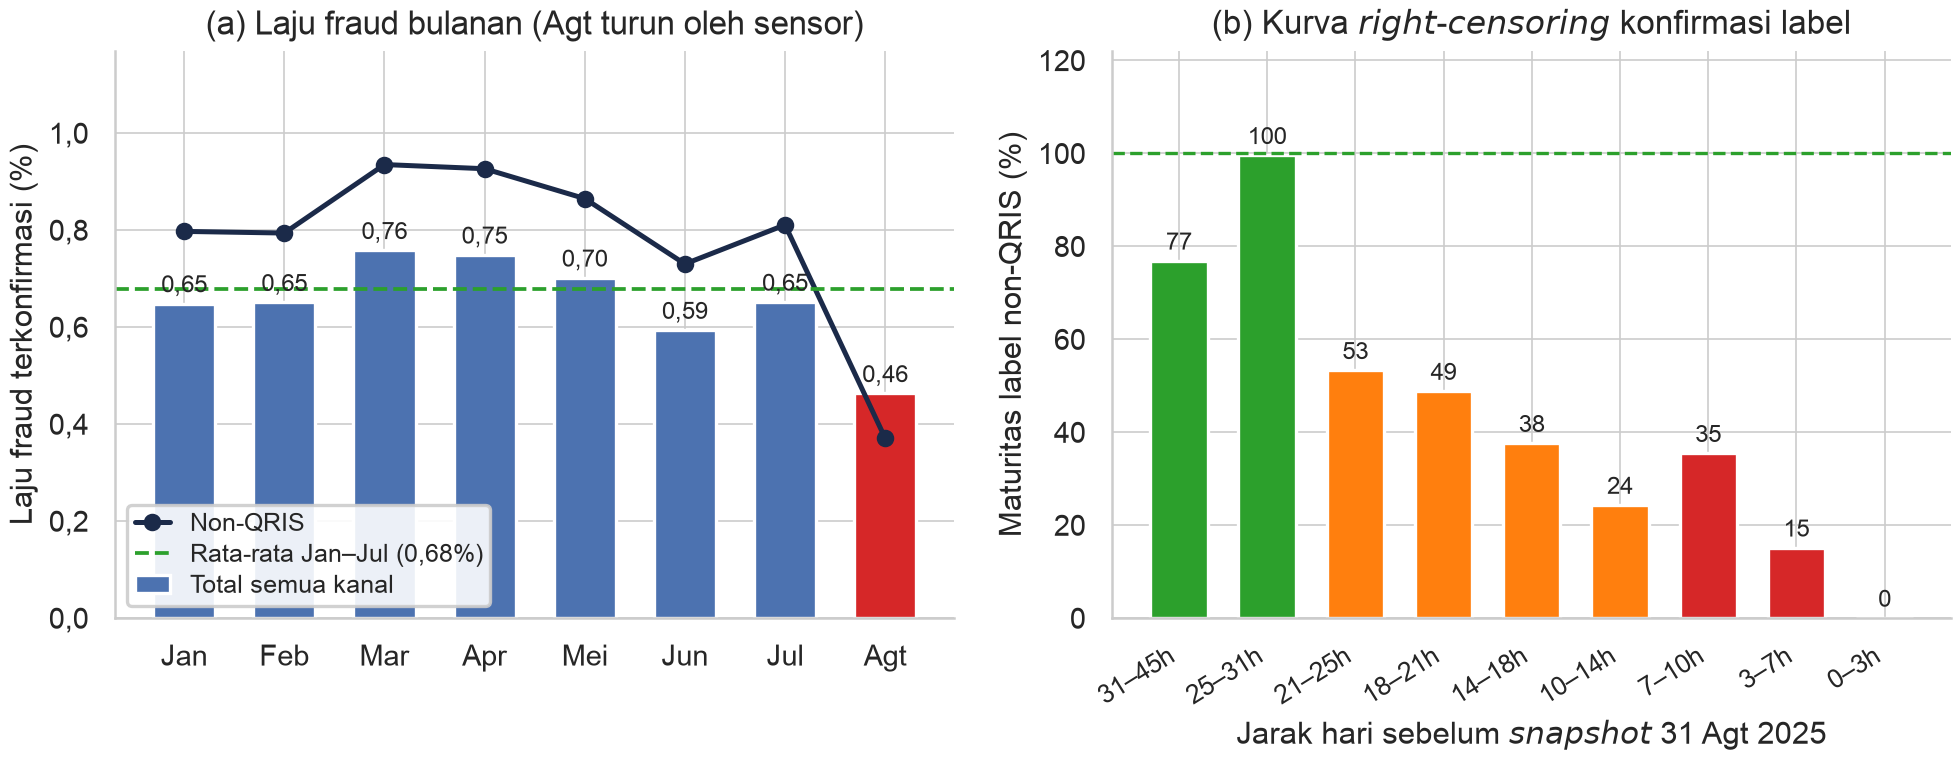 (a) Laju fraud bulanan (Agt turun oleh sensor)
Laju fraud terkonfirmasi (%)
1,0
0,8
0,6
0,4
0,2
0,0
0,65
0,65
0,76
0,75
0,70
0,59
0,65
0,46
Non-QRIS
Rata-rata Jan–Jul (0,68%)
Total semua kanal
Jan
Feb
Mar
Apr
Mei
Jun
Jul
Agt
(b) Kurva right-censoring konfirmasi label
Maturitas label non-QRIS (%)
120
100
80
60
40
20
0
77
100
53
49
38
24
35
15
0
31–45h
25–31h
21–25h
18–21h
14–18h
10–14h
7–10h
3–7h
0–3h
Jarak hari sebelum snapshot 31 Agt 2025